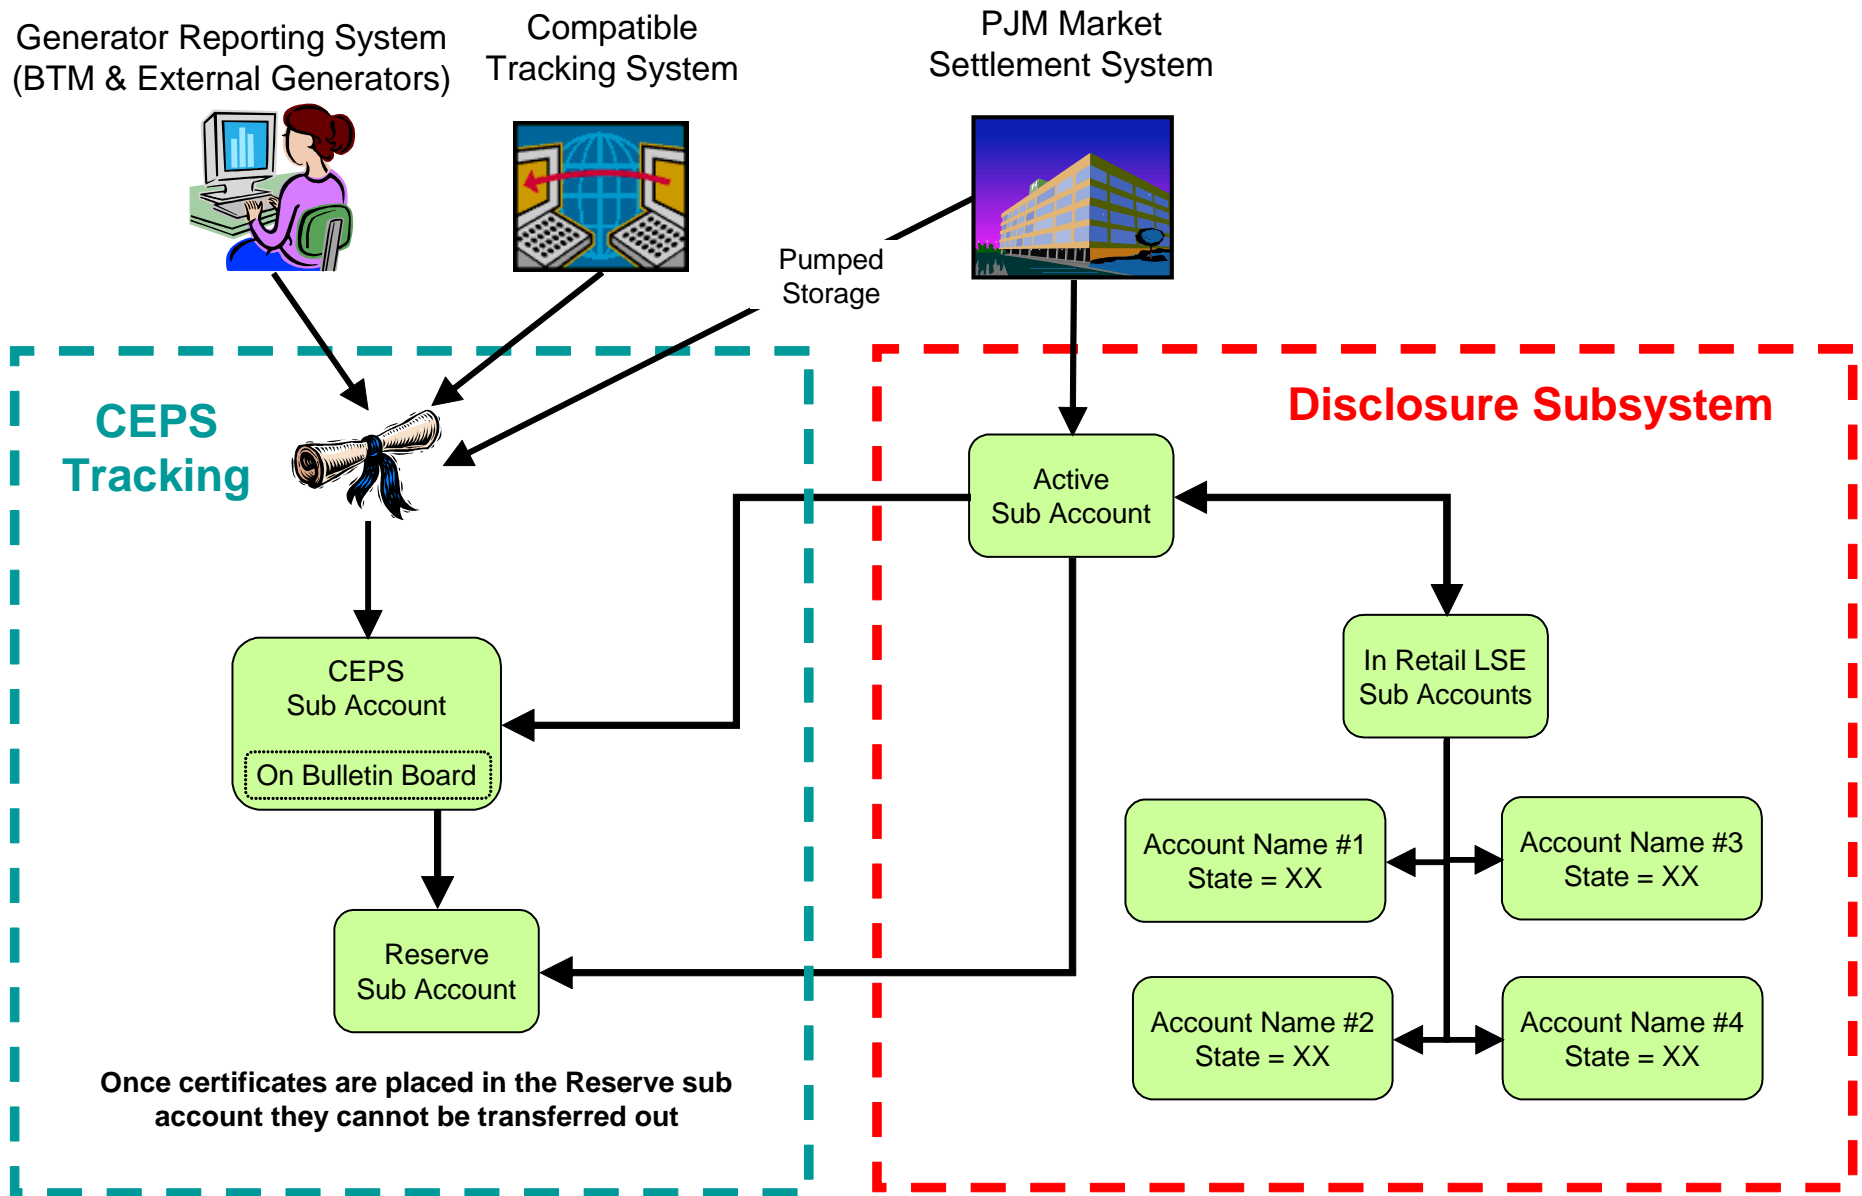 Generator Reporting System
(BTM & External Generators)
Compatible
Tracking System
PJM Market
Settlement System
Pumped
Storage
CEPS
Tracking
Disclosure Subsystem
Active
Sub Account
In Retail LSE
Sub Accounts
CEPS
Sub Account
On Bulletin Board
Account Name #1
State = XX
Account Name #3
State = XX
Reserve
Sub Account
Account Name #2
State = XX
Account Name #4
State = XX
Once certificates are placed in the Reserve sub
account they cannot be transferred out